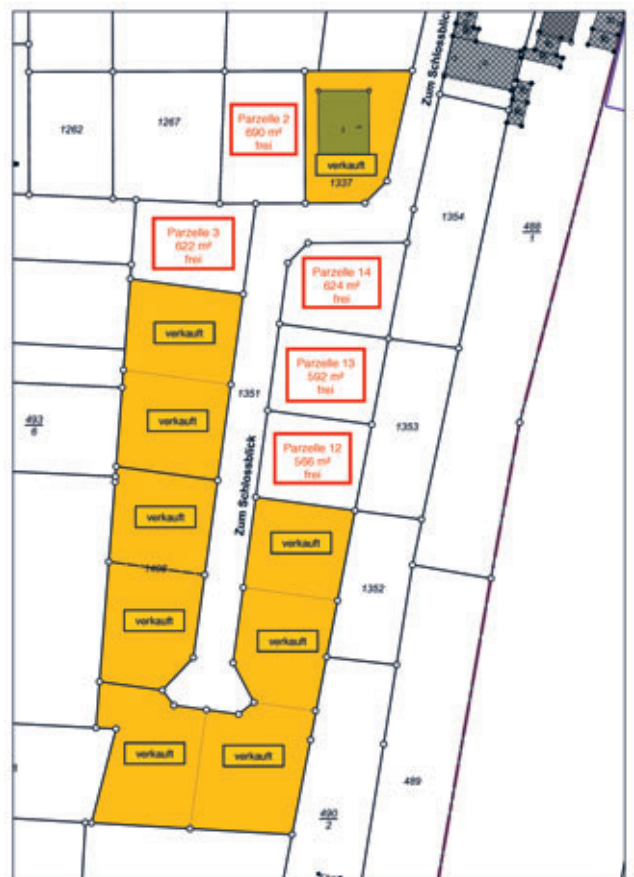 Zum Schlossblick
1262
1267
Parzelle 2
690 m²
frei
verkauft
1337
1354
488
1
Parzelle 3
622 m²
frei
Parzelle 14
624 m²
frei
verkauft
Parzelle 13
592 m²
frei
1351
1353
493
6
verkauft
Zum Schlossblick
Parzelle 12
566 m²
frei
verkauft
verkauft
1352
verkauft
verkauft
verkauft
verkauft
489
490
2